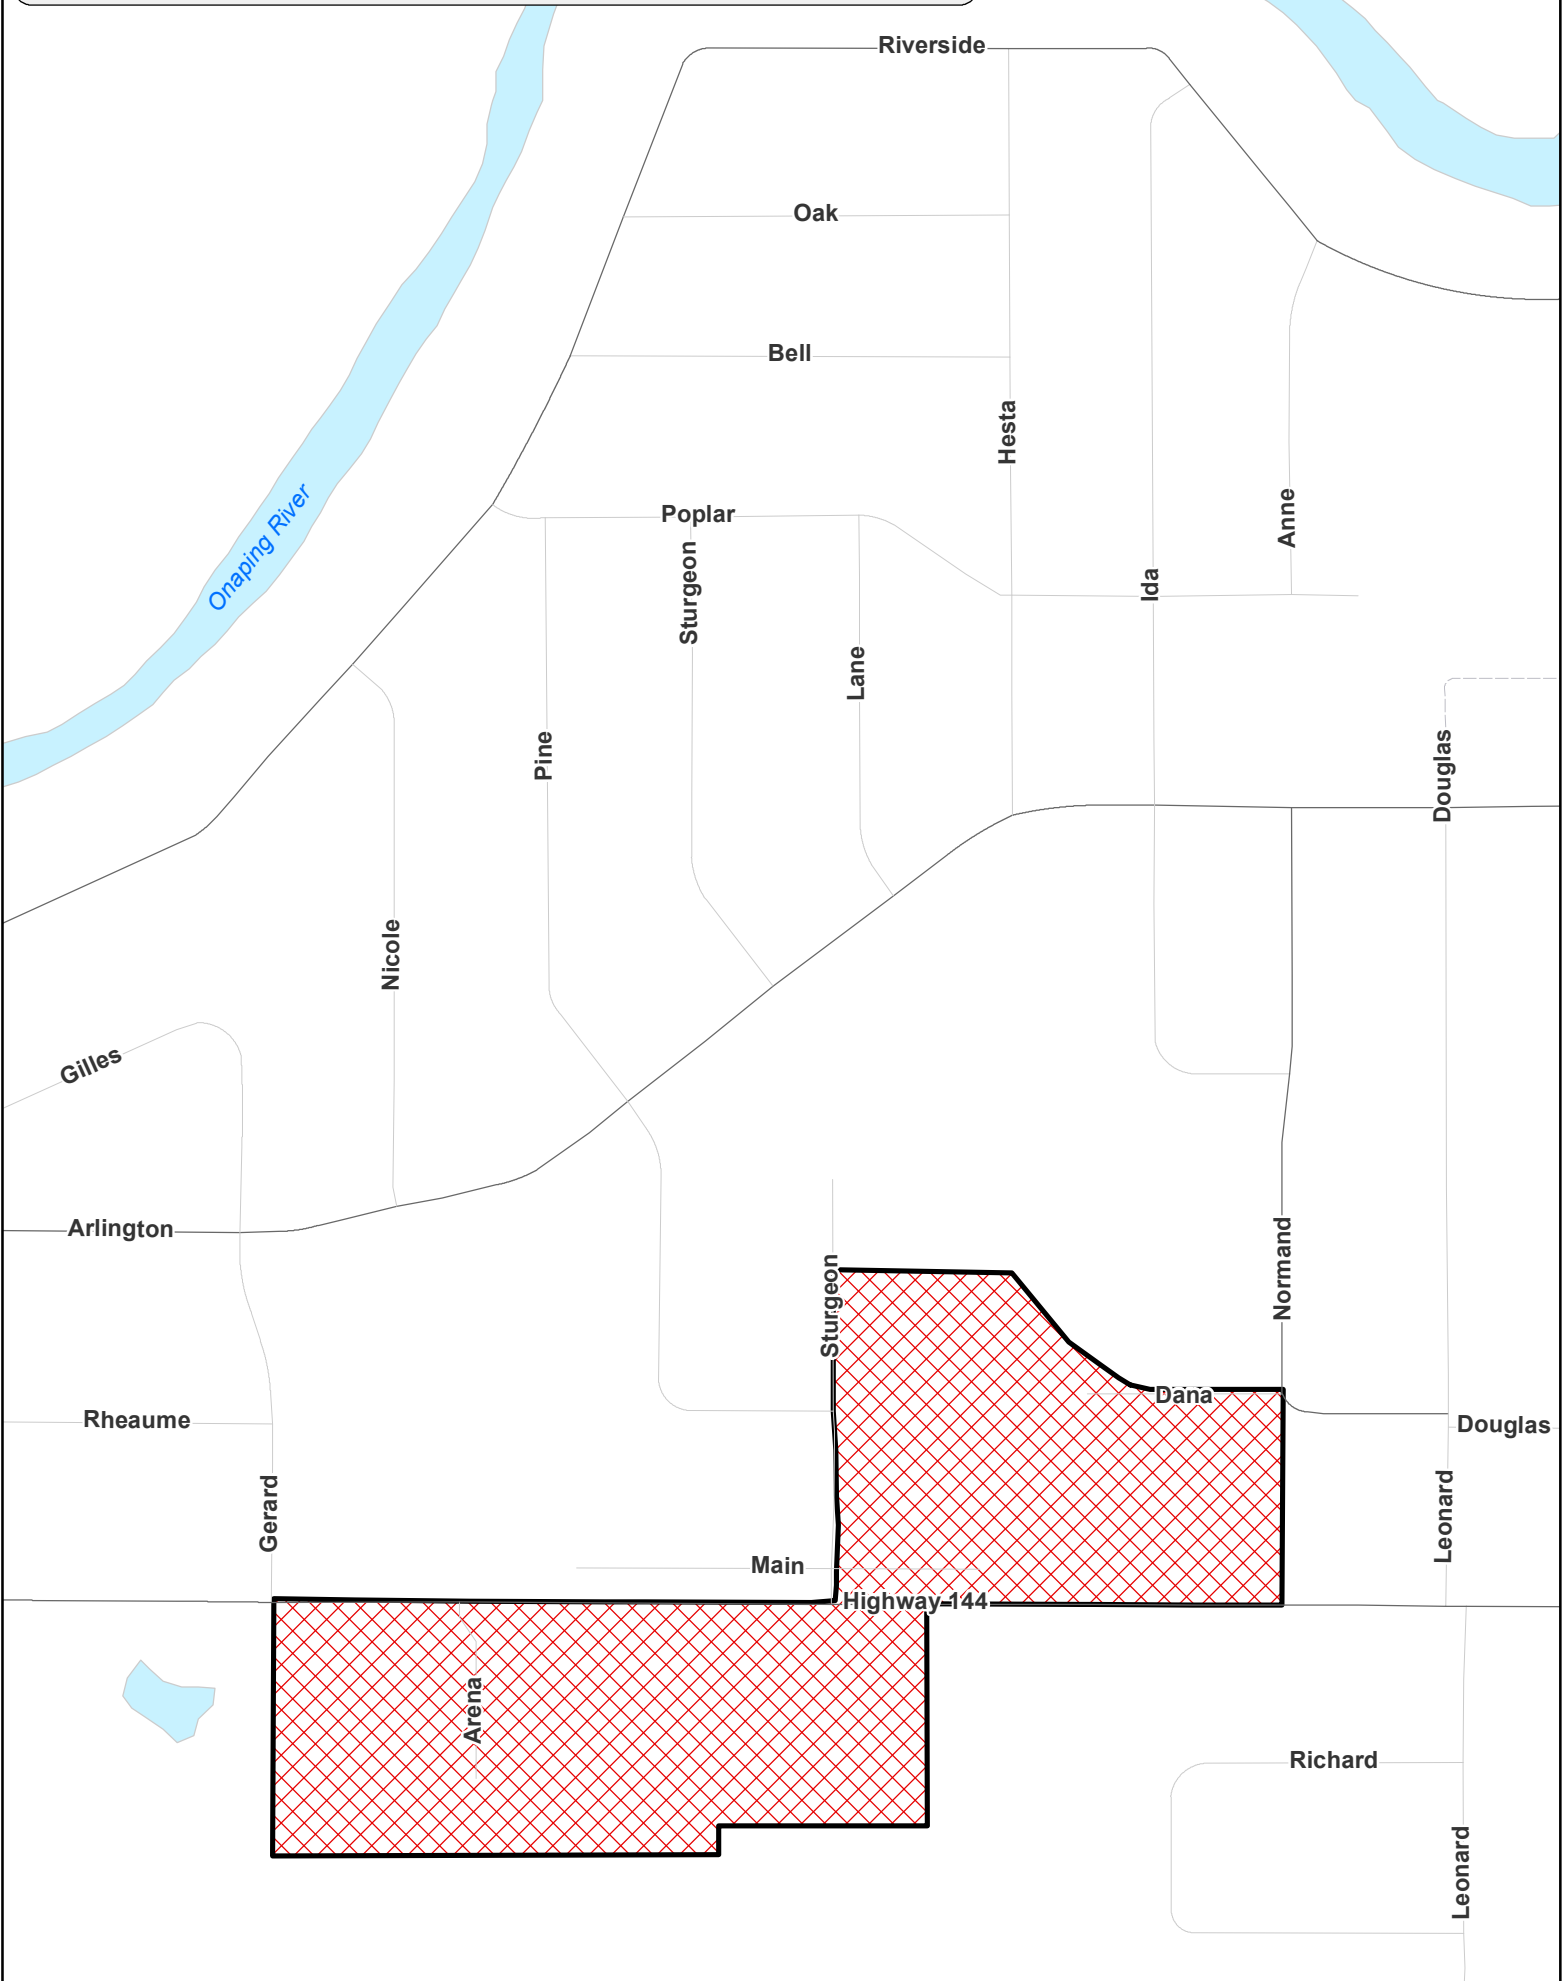 Riverside
Oak
Bell
Hesta
Anne
Onaping River
Poplar
Sturgeon
Ida
Lane
Pine
Douglas
Nicole
Gilles
Arlington
Normand
Sturgeon
Dana
Rheaume
Douglas
Gerard
Leonard
Main
Highway 144
Arena
Richard
Leonard